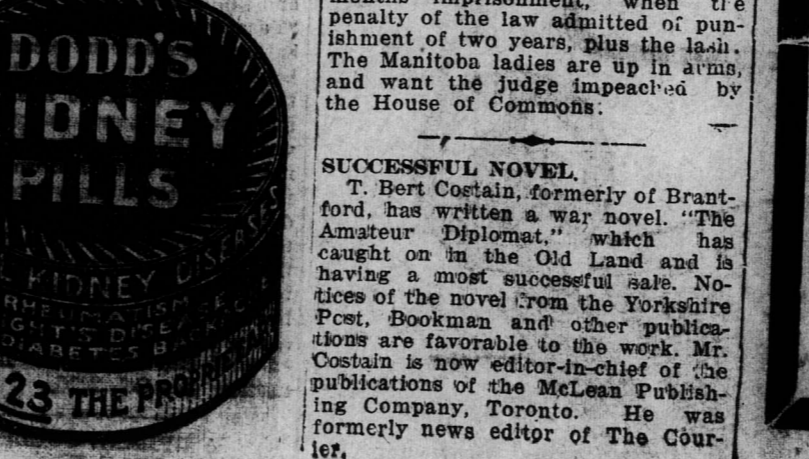 DODD'S
KIDNEY
PILLS
KIDNEY DISEASES
23 THE PR
months imprisonment, when the
penalty of the law admitted of pun-
ishment of two years, plus the lash.
The Manitoba ladies are up in arms,
and want the judge impeached by
the House of Commons.
SUCCESSFUL NOVEL.
T. Bert Costain, formerly of Brant-
ford, has written a war novel. "The
Amateur Diplomat," which has
caught on in the Old Land and is
having a most successful sale. No-
tices of the novel from the Yorkshire
Post, Bookman and other publica-
tions are favorable to the work. Mr.
Costain is now editor-in-chief of the
publications of the McLean Publish-
ing Company, Toronto. He was
formerly news editor of The Cour-
ier.